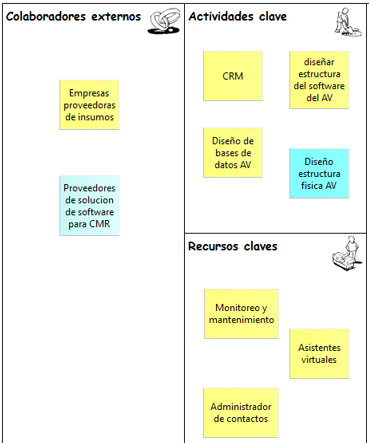 Colaboradores externos
Empresas
proveedoras
de insumos
Proveedores
de solucion
de software
para CMR
Actividades clave
CRM
diseñar
estructura
del software
del AV
Diseño de
bases de
datos AV
Diseño
estructura
fisica AV
Recursos claves
Monitoreo y
mantenimiento
Asistentes
virtuales
Administrador
de contactos